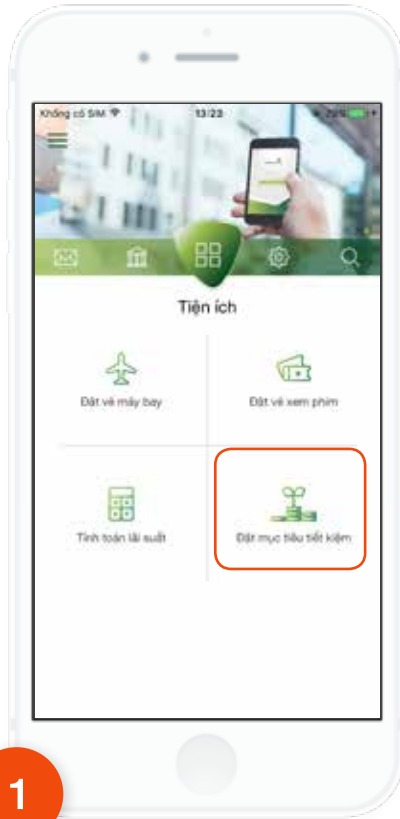 Không có SIM 13:23
Tiện ích
Đặt vé máy bay
Đặt vé xem phim
Tính toán lãi suất
Đặt mục tiêu tiết kiệm
1